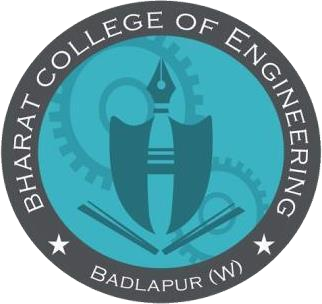 BHARAT COLLEGE OF ENGINEERING
BADLAPUR (W)